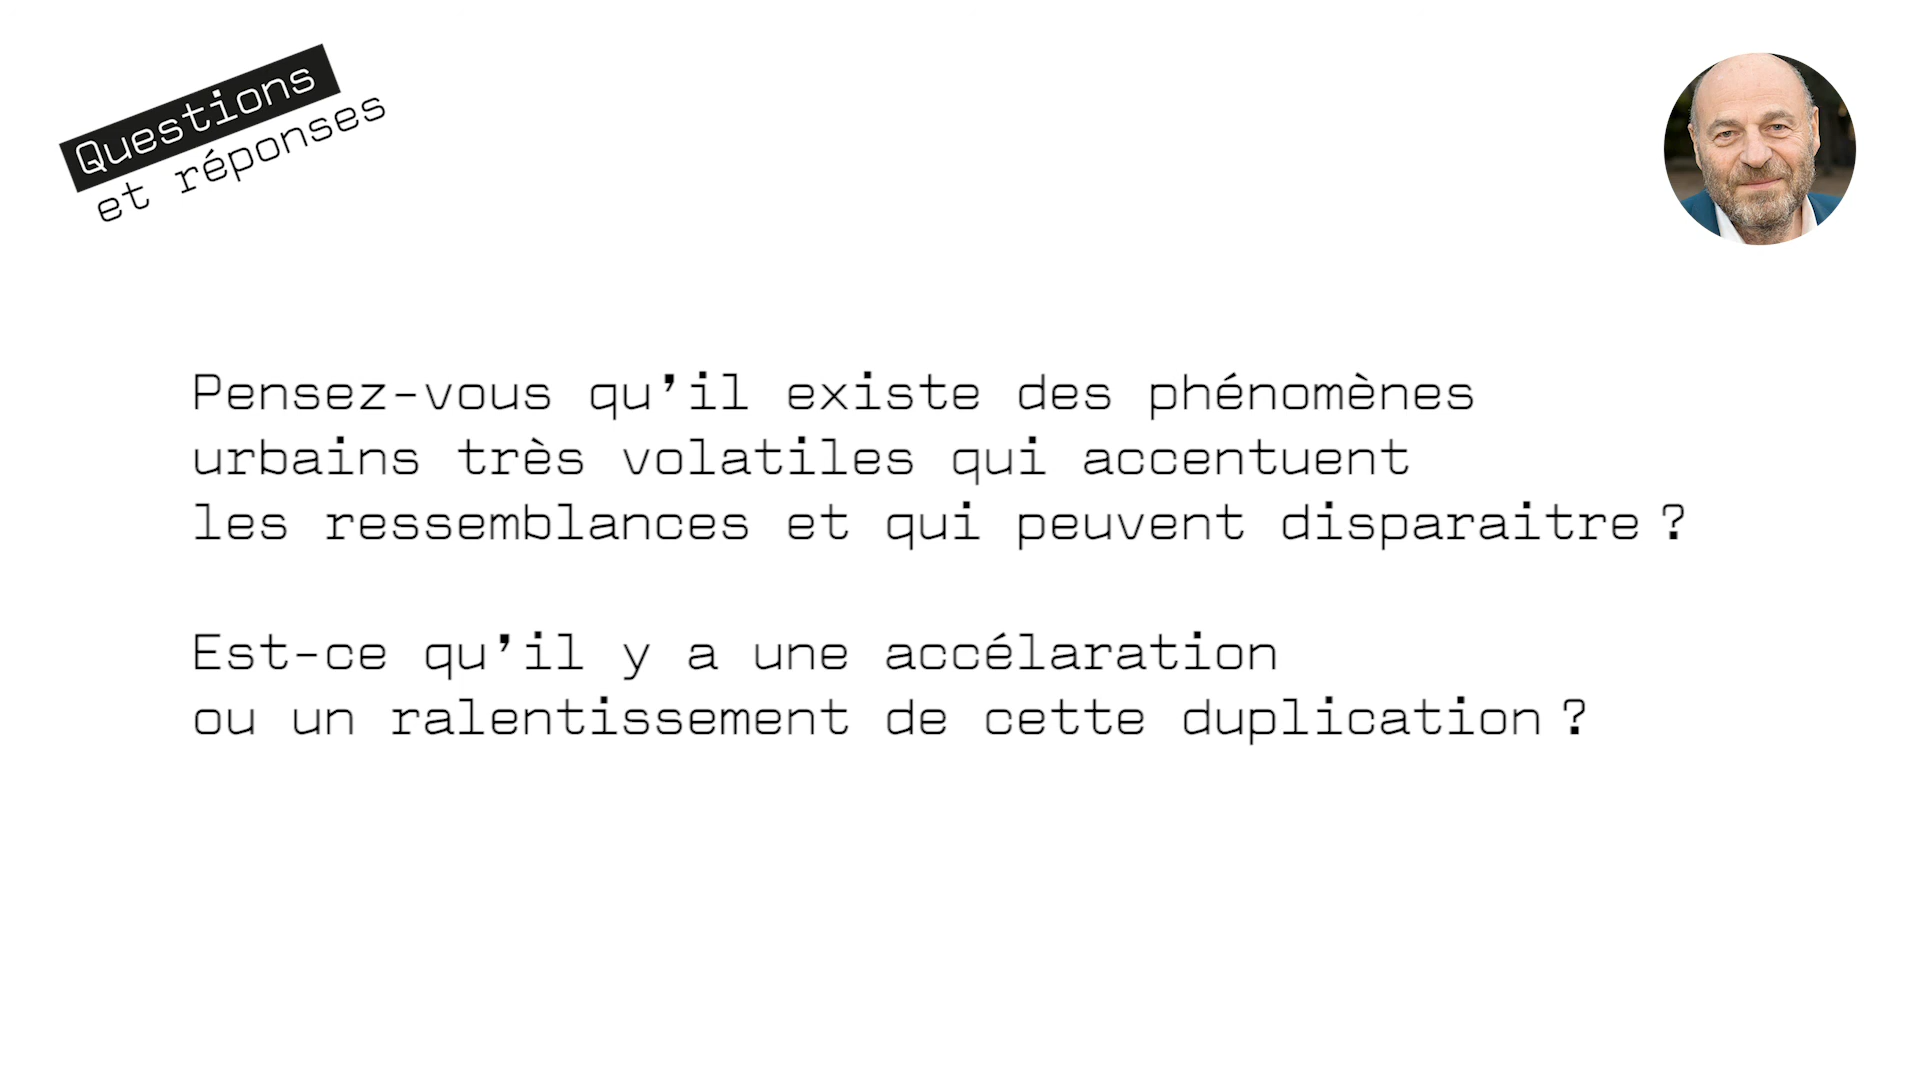 Questions
et réponses
Pensez-vous qu’il existe des phénomènes
urbains très volatiles qui accentuent
les ressemblances et qui peuvent disparaitre ?
Est-ce qu’il y a une accélaration
ou un ralentissement de cette duplication ?